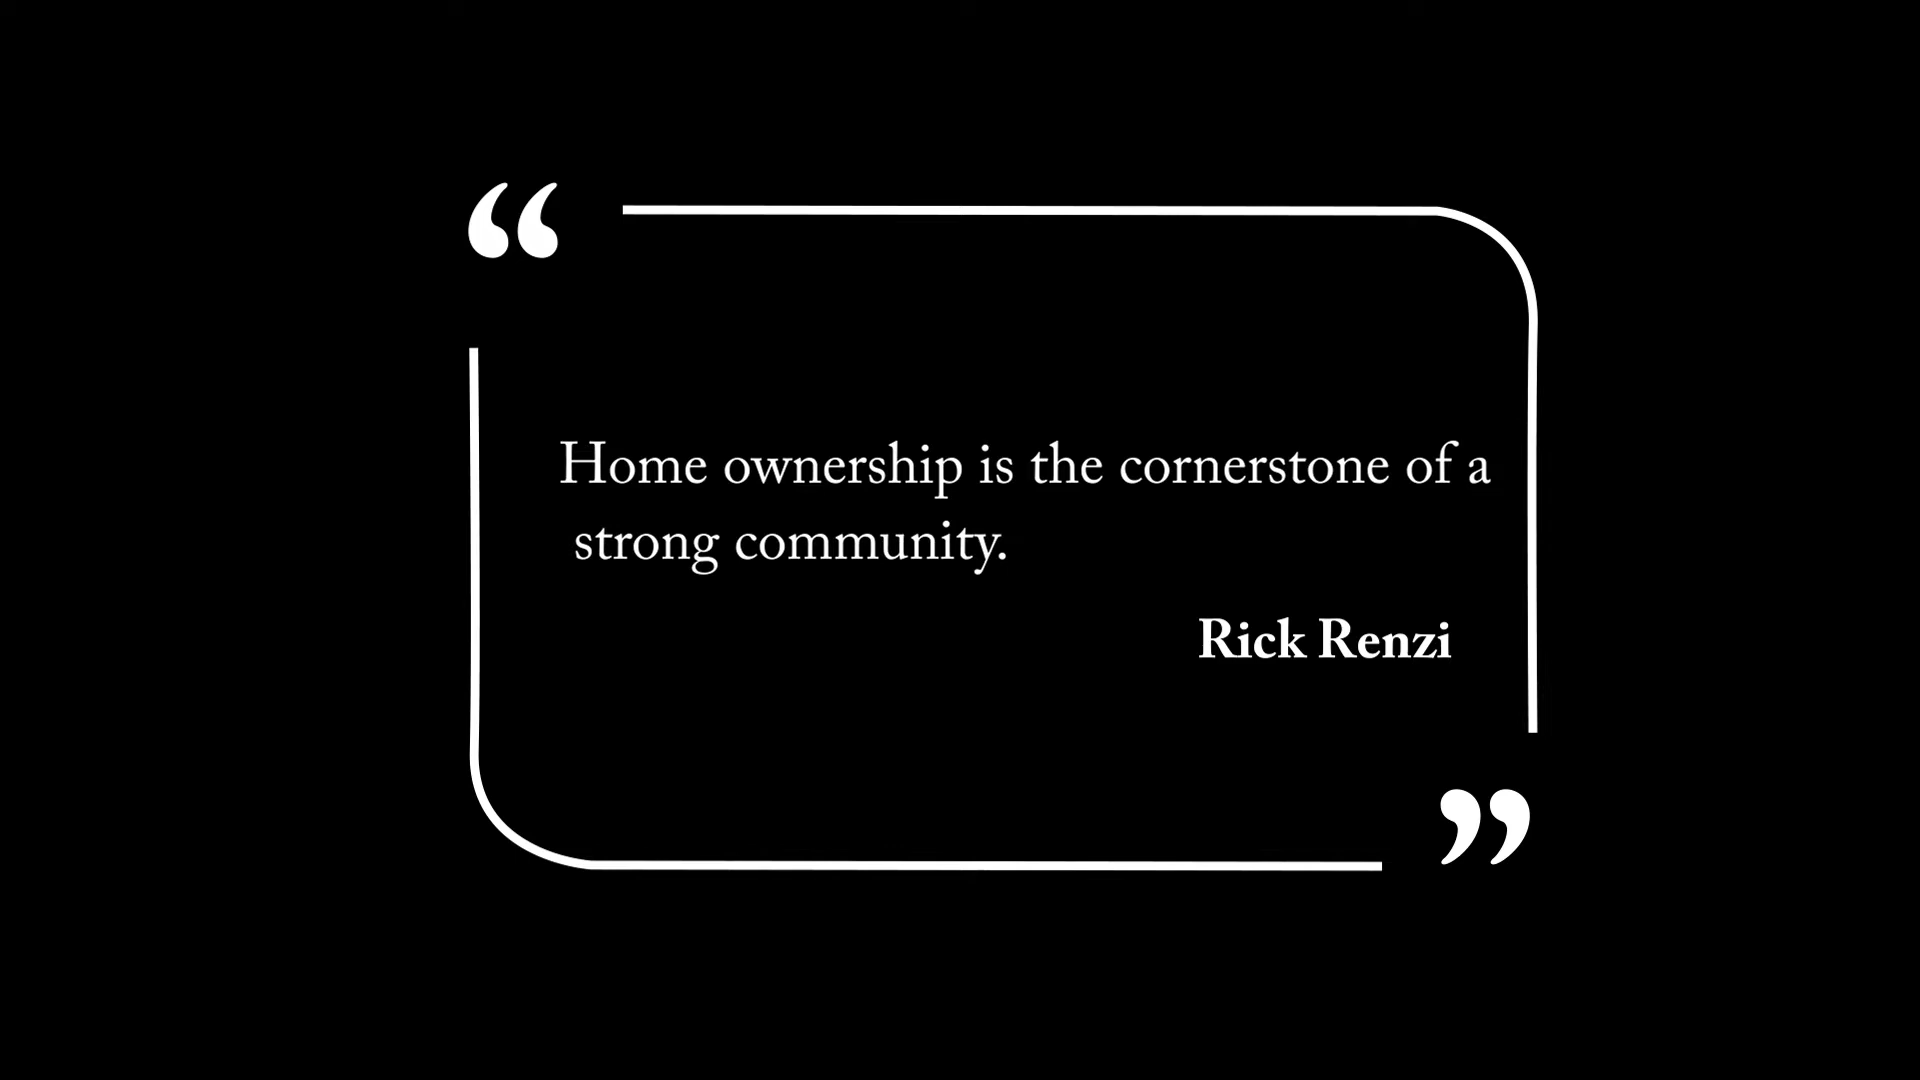 “
Home ownership is the cornerstone of a
strong community.
Rick Renzi
”